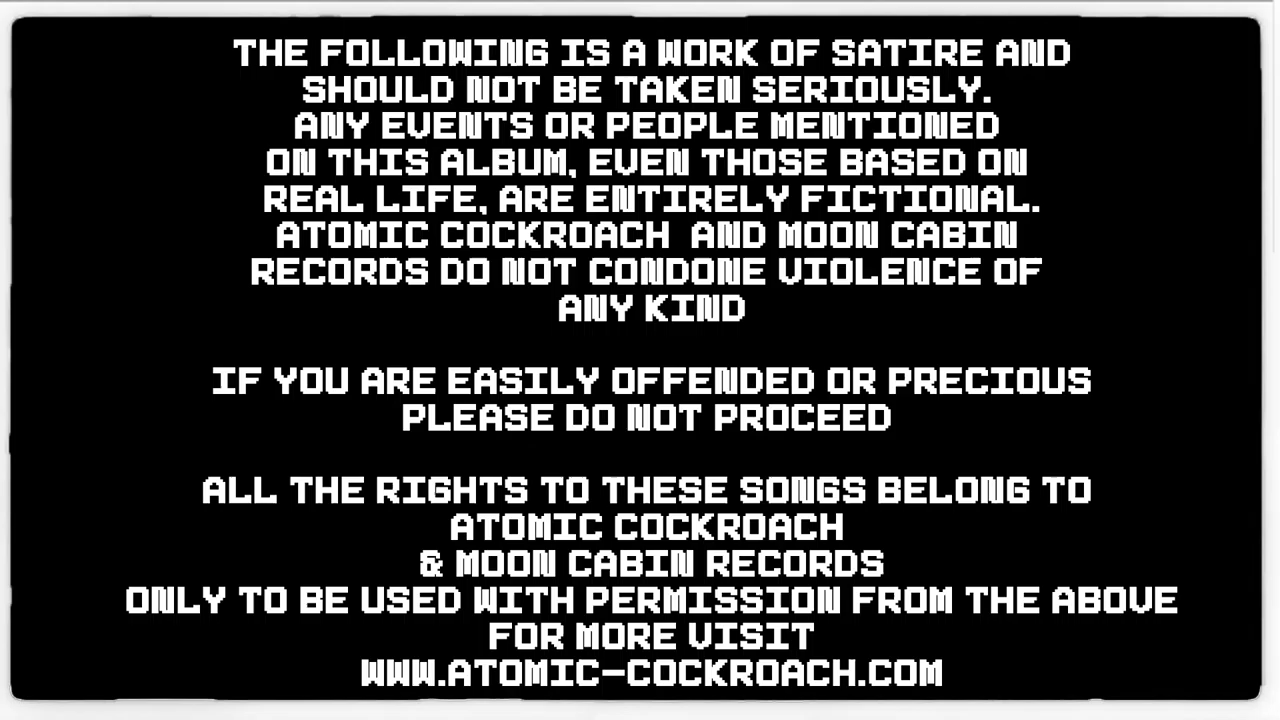 THE FOLLOWING IS A WORK OF SATIRE AND
SHOULD NOT BE TAKEN SERIOUSLY.
ANY EVENTS OR PEOPLE MENTIONED
ON THIS ALBUM, EVEN THOSE BASED ON
REAL LIFE, ARE ENTIRELY FICTIONAL.
ATOMIC COCKROACH AND MOON CABIN
RECORDS DO NOT CONDONE VIOLENCE OF
ANY KIND
IF YOU ARE EASILY OFFENDED OR PRECIOUS
PLEASE DO NOT PROCEED
ALL THE RIGHTS TO THESE SONGS BELONG TO
ATOMIC COCKROACH
& MOON CABIN RECORDS
ONLY TO BE USED WITH PERMISSION FROM THE ABOVE
FOR MORE VISIT
WWW.ATOMIC-COCKROACH.COM